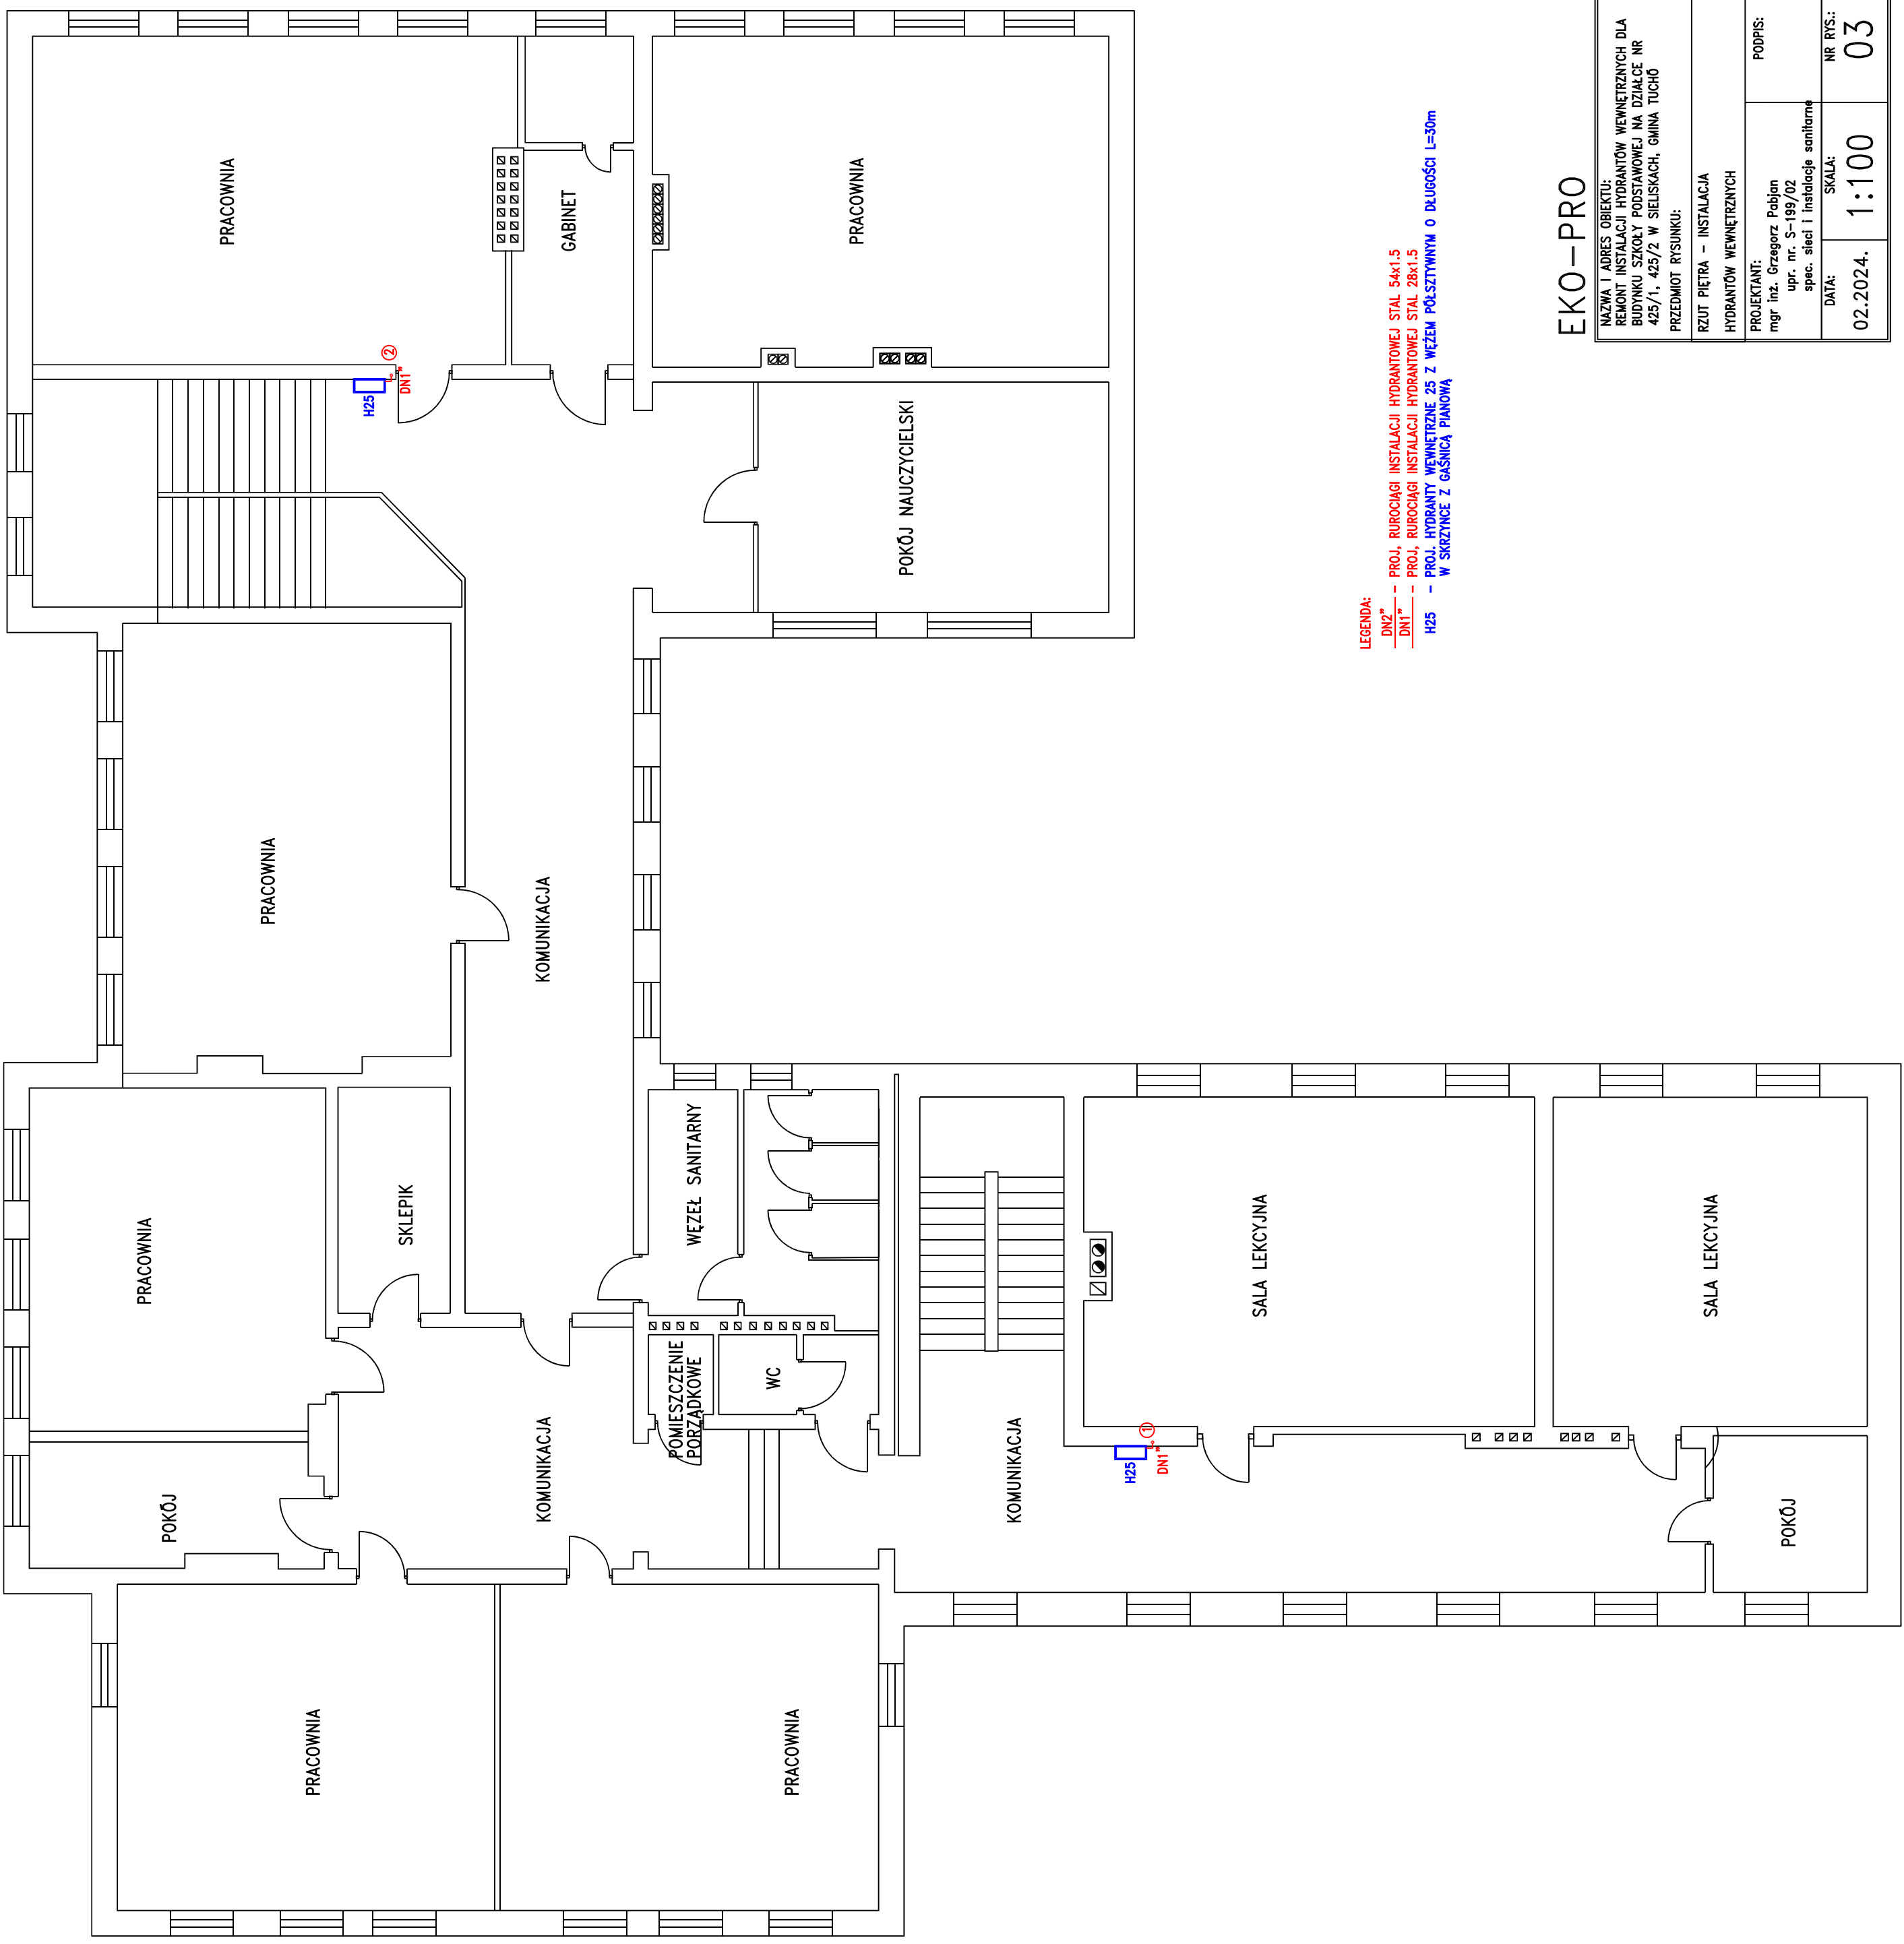 PRACOWNIA
GABINET
PRACOWNIA
H25
DN1"
2
POKÓJ NAUCZYCIELSKI
PRACOWNIA
KOMUNIKACJA
PRACOWNIA
SKLEPIK
WĘZEŁ SANITARNY
POMIESZCZENIE
PORZĄDKOWE
WC
POKÓJ
KOMUNIKACJA
KOMUNIKACJA
H25
DN1"
1
SALA LEKCYJNA
SALA LEKCYJNA
POKÓJ
PRACOWNIA
PRACOWNIA
LEGENDA:
DN2" - PROJ, RUROCIĄGI INSTALACJI HYDRANTOWEJ STAL 54x1.5
DN1" - PROJ, RUROCIĄGI INSTALACJI HYDRANTOWEJ STAL 28x1.5
H25 - PROJ. HYDRANTY WEWNĘTRZNE 25 Z WĘŻEM PÓŁSZTYWNYM O DŁUGOŚCI L=30m
W SKRZYNCE Z GAŚNICĄ PIANOWĄ
EKO-PRO
NAZWA I ADRES OBIEKTU:
REMONT INSTALACJI HYDRANTÓW WEWNĘTRZNYCH DLA
BUDYNKU SZKOŁY PODSTAWOWEJ NA DZIAŁCE NR
425/1, 425/2 W SIELISKACH, GMINA TUCHÓ
PRZEDMIOT RYSUNKU:
RZUT PIĘTRA - INSTALACJA
HYDRANTÓW WEWNĘTRZNYCH
PROJEKTANT:
mgr inż. Grzegorz Pabjan
upr. nr. S-199/02
spec. sieci i instalacje sanitarne
PODPIS:
DATA:
02.2024.
SKALA:
1:100
NR RYS.:
03